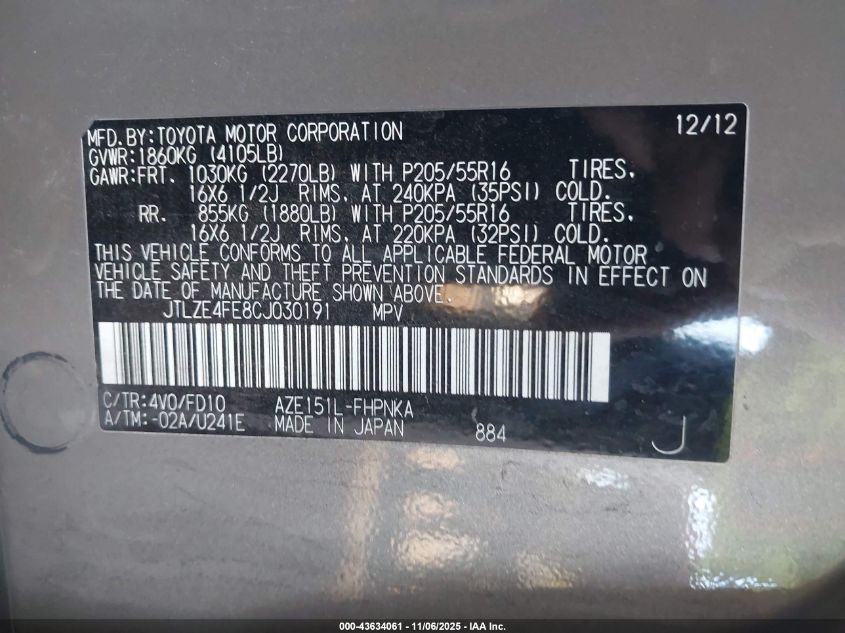 MFD.BY:TOYOTA MOTOR CORPORATION 12/12
GVWR:1860KG (4105LB)
GAWR:FRT. 1030KG (2270LB) WITH P205/55R16 TIRES,
16X6 1/2J RIMS, AT 240KPA (35PSI) COLD.
RR. 855KG (1880LB) WITH P205/55R16 TIRES,
16X6 1/2J RIMS, AT 220KPA (32PSI) COLD.
THIS VEHICLE CONFORMS TO ALL APPLICABLE FEDERAL MOTOR
VEHICLE SAFETY AND THEFT PREVENTION STANDARDS IN EFFECT ON
THE DATE OF MANUFACTURE SHOWN ABOVE.
JTLZE4FE8CJ030191 MPV
C/TR:4V0/FD10 AZE151L-FHPNKA
A/TM:-02A/U241E MADE IN JAPAN 884 J
000-43634061 - 11/06/2025 - IAA Inc.